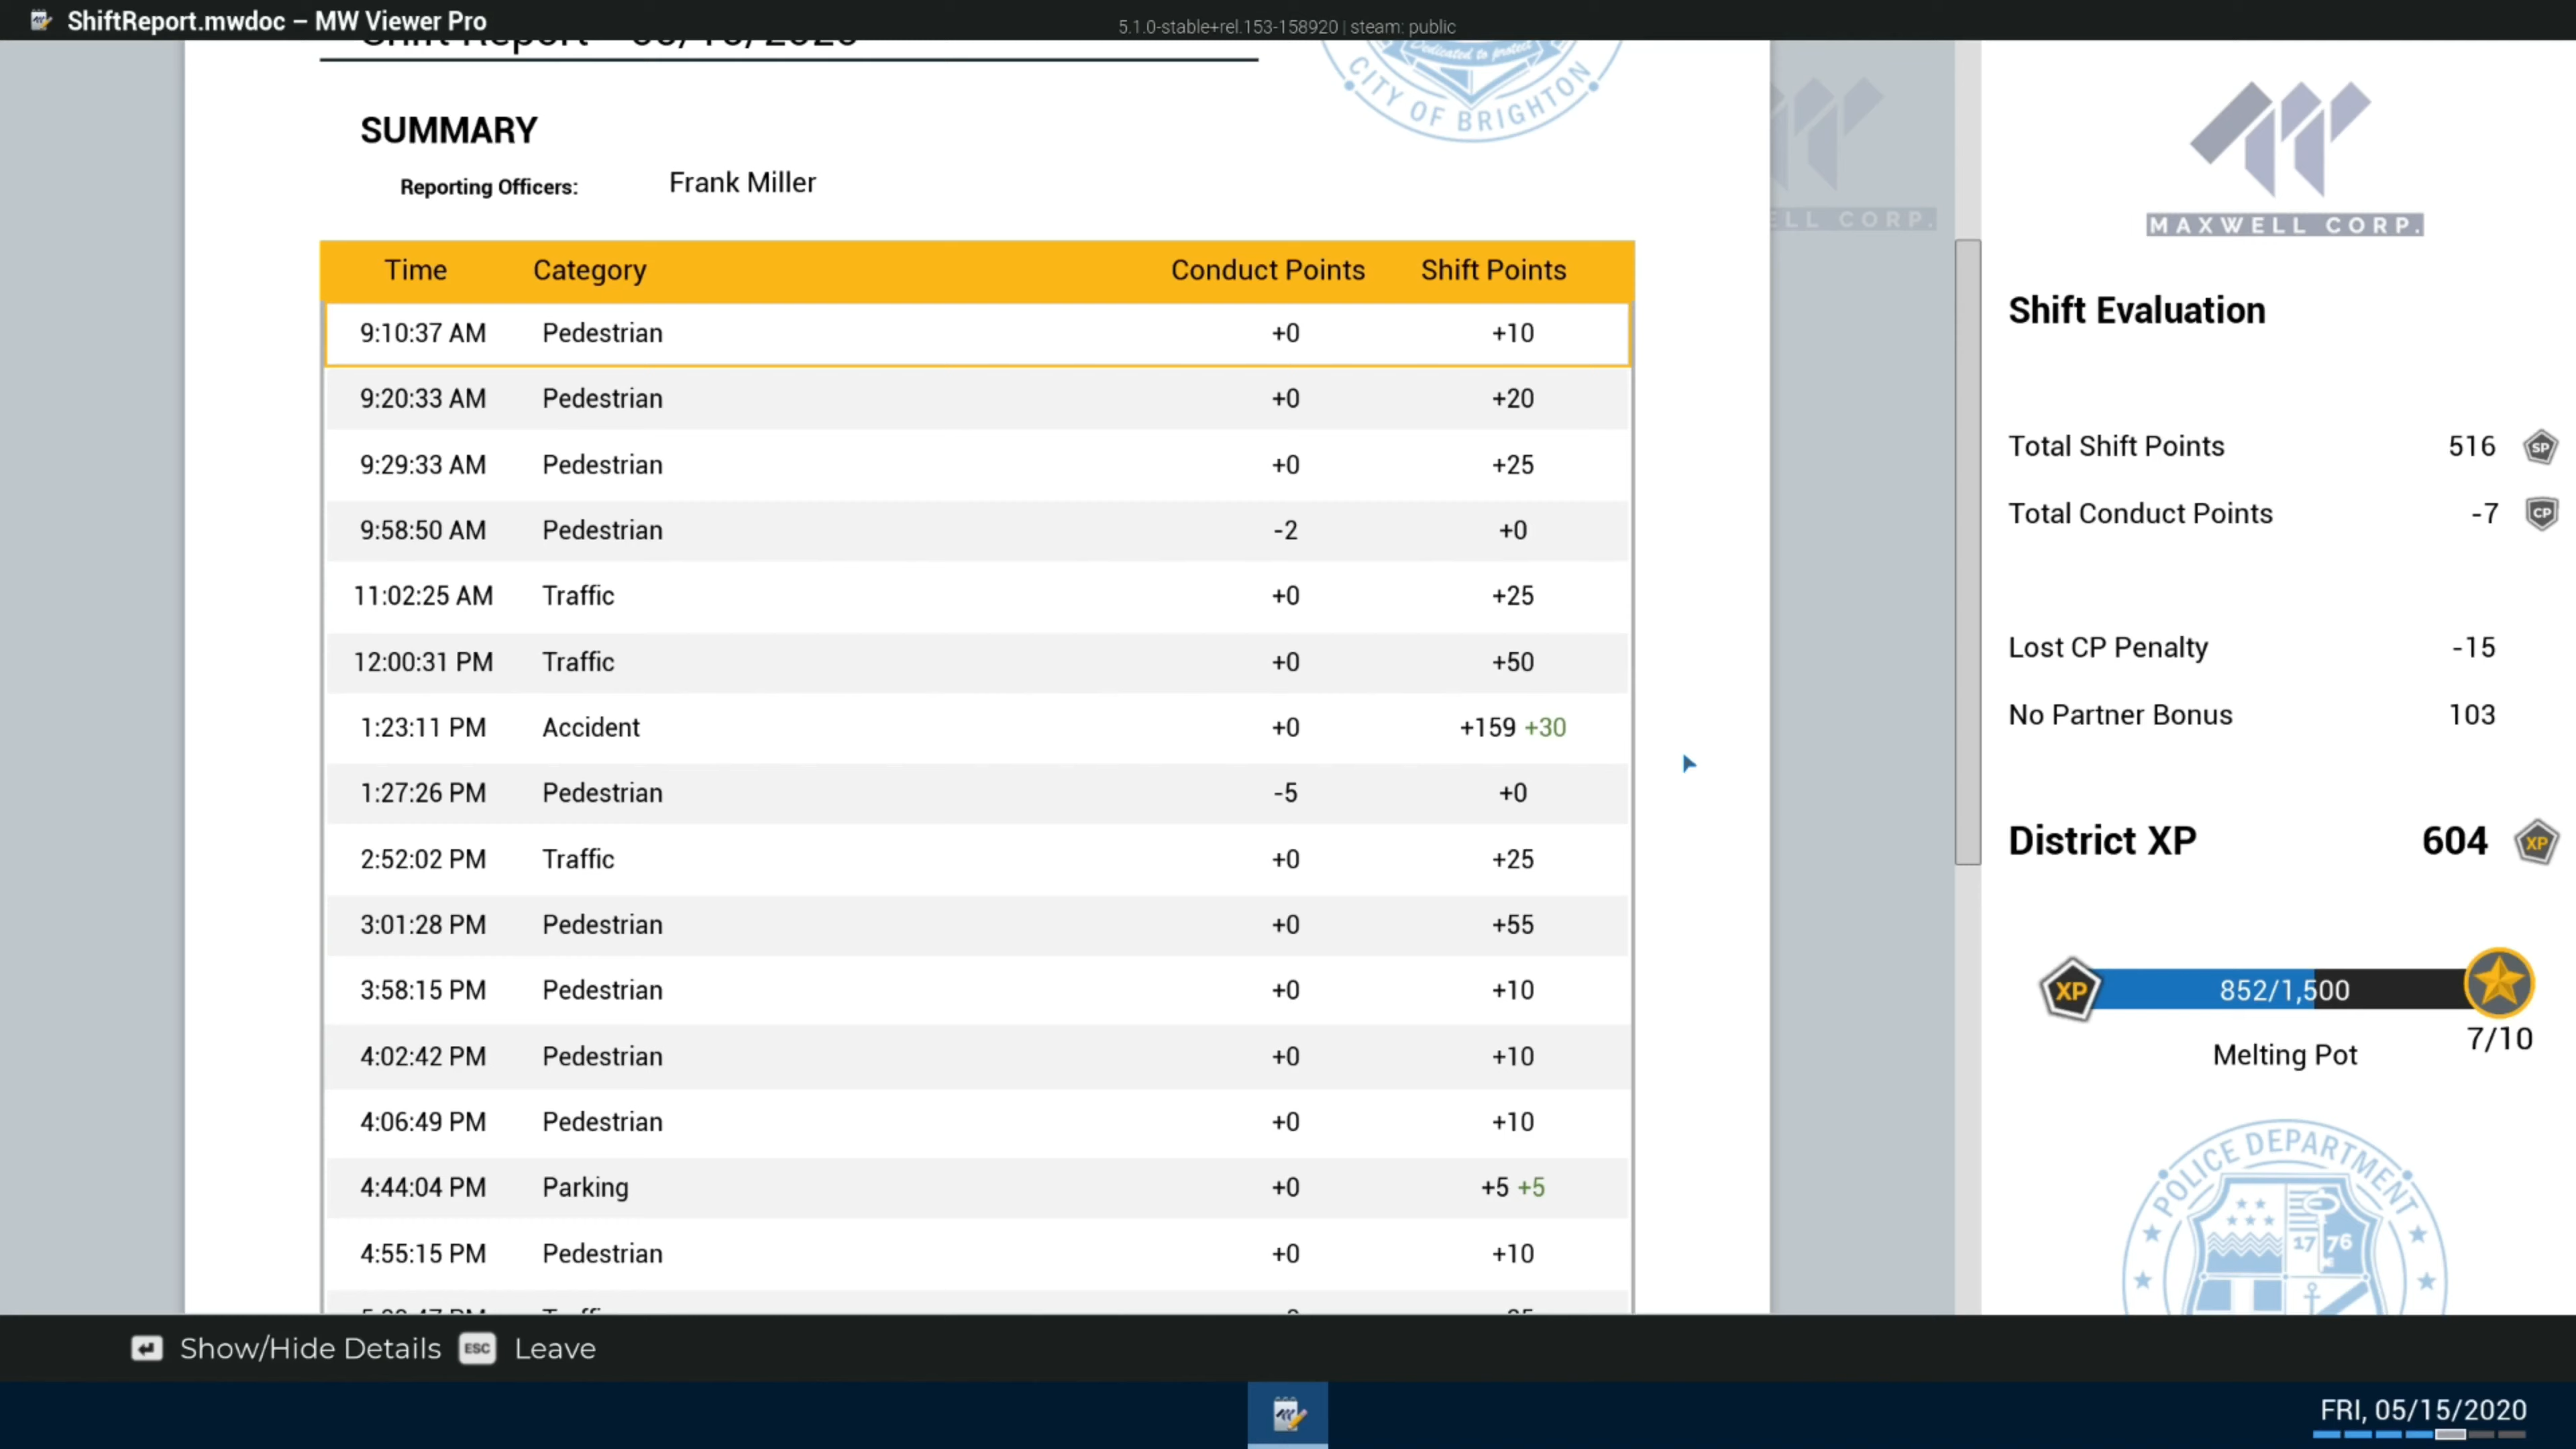 ShiftReport.mwdoc – MW Viewer Pro
5.1.0-stable+rel.153-158920 | steam: public
Dedicated to protect
CITY OF BRIGHTON
SUMMARY
Reporting Officers: Frank Miller
Time Category Conduct Points Shift Points
9:10:37 AM Pedestrian +0 +10
9:20:33 AM Pedestrian +0 +20
9:29:33 AM Pedestrian +0 +25
9:58:50 AM Pedestrian -2 +0
11:02:25 AM Traffic +0 +25
12:00:31 PM Traffic +0 +50
1:23:11 PM Accident +0 +159 +30
1:27:26 PM Pedestrian -5 +0
2:52:02 PM Traffic +0 +25
3:01:28 PM Pedestrian +0 +55
3:58:15 PM Pedestrian +0 +10
4:02:42 PM Pedestrian +0 +10
4:06:49 PM Pedestrian +0 +10
4:44:04 PM Parking +0 +5 +5
4:55:15 PM Pedestrian +0 +10
ELL CORP.
MAXWELL CORP.
Shift Evaluation
Total Shift Points 516 SP
Total Conduct Points -7 CP
Lost CP Penalty -15
No Partner Bonus 103
District XP 604 XP
XP 852/1,500
7/10
Melting Pot
POLICE DEPARTMENT
17 76
Show/Hide Details ESC Leave
FRI, 05/15/2020